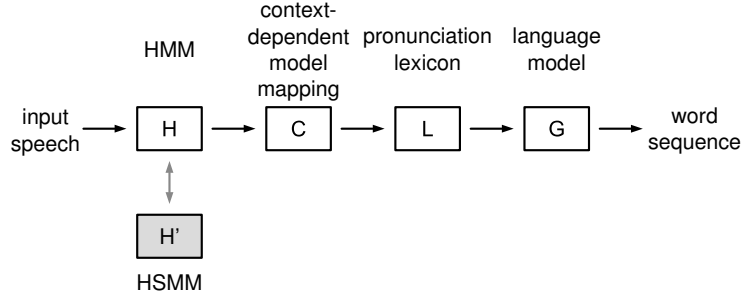 HMM
context-
dependent
model
mapping
pronunciation
lexicon
language
model
input
speech
H
C
L
G
word
sequence
H'
HSMM